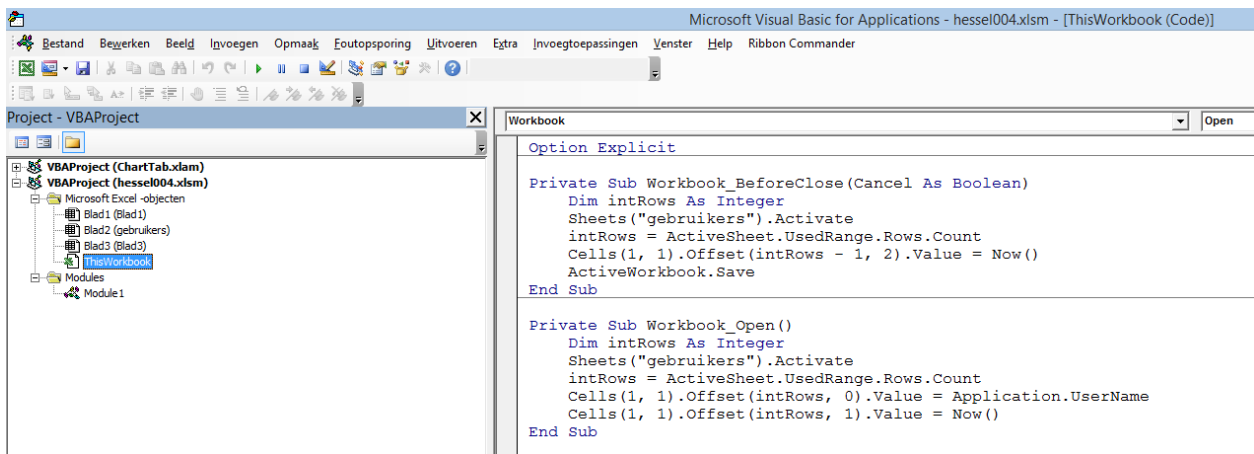 Microsoft Visual Basic for Applications - hessel004.xlsm - [ThisWorkbook (Code)]
Bestand Bewerken Beeld Invoegen Opmaak Foutopsporing Uitvoeren Extra Invoegtoepassingen Venster Help Ribbon Commander
Project - VBAProject
VBAProject (ChartTab.xlam)
VBAProject (hessel004.xlsm)
Microsoft Excel -objecten
Blad1 (Blad1)
Blad2 (gebruikers)
Blad3 (Blad3)
ThisWorkbook
Modules
Module1
Workbook Open
Option Explicit
Private Sub Workbook_BeforeClose(Cancel As Boolean)
Dim intRows As Integer
Sheets("gebruikers").Activate
intRows = ActiveSheet.UsedRange.Rows.Count
Cells(1, 1).Offset(intRows - 1, 2).Value = Now()
ActiveWorkbook.Save
End Sub
Private Sub Workbook_Open()
Dim intRows As Integer
Sheets("gebruikers").Activate
intRows = ActiveSheet.UsedRange.Rows.Count
Cells(1, 1).Offset(intRows, 0).Value = Application.UserName
Cells(1, 1).Offset(intRows, 1).Value = Now()
End Sub